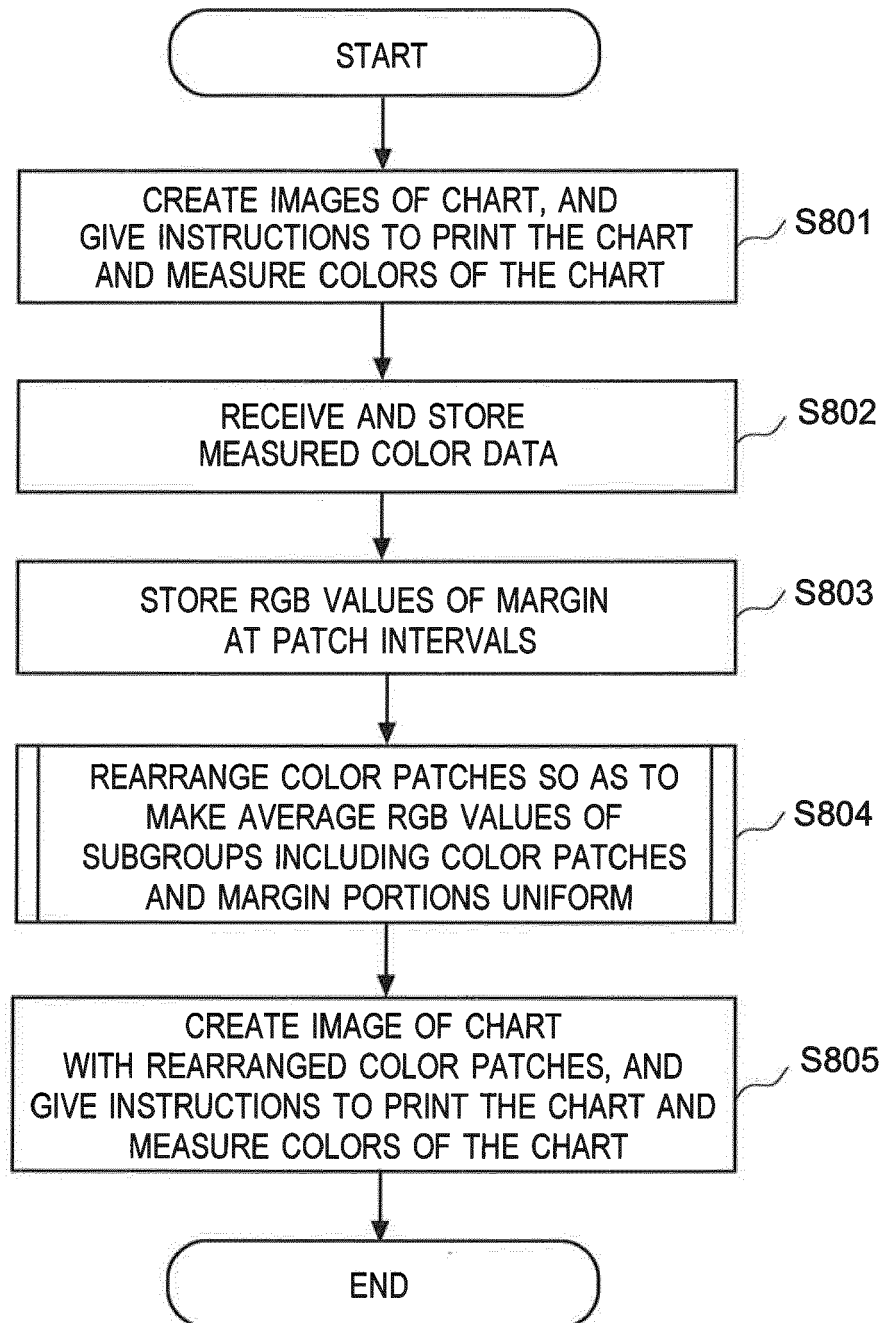 START
CREATE IMAGES OF CHART, AND
GIVE INSTRUCTIONS TO PRINT THE CHART
AND MEASURE COLORS OF THE CHART
S801
RECEIVE AND STORE
MEASURED COLOR DATA
S802
STORE RGB VALUES OF MARGIN
AT PATCH INTERVALS
S803
REARRANGE COLOR PATCHES SO AS TO
MAKE AVERAGE RGB VALUES OF
SUBGROUPS INCLUDING COLOR PATCHES
AND MARGIN PORTIONS UNIFORM
S804
CREATE IMAGE OF CHART
WITH REARRANGED COLOR PATCHES, AND
GIVE INSTRUCTIONS TO PRINT THE CHART AND
MEASURE COLORS OF THE CHART
S805
END